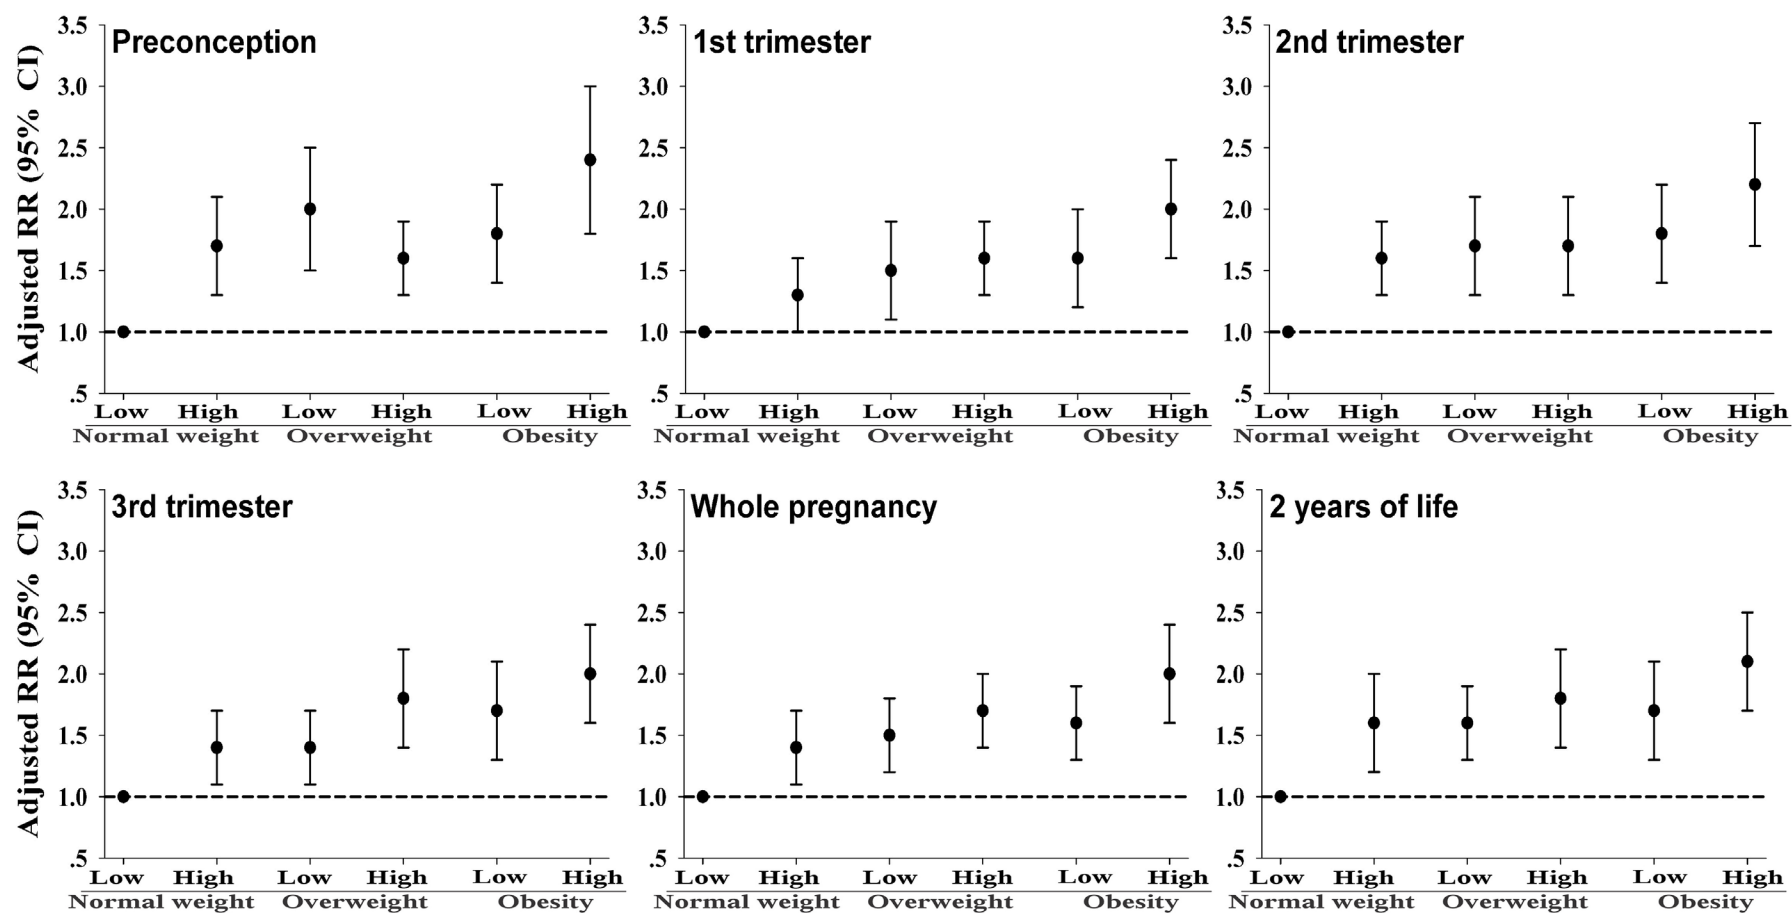 Adjusted RR (95% CI)
Preconception
3.5
3.0
2.5
2.0
1.5
1.0
.5
Low High Low High Low High
Normal weight Overweight Obesity
1st trimester
3.5
3.0
2.5
2.0
1.5
1.0
.5
Low High Low High Low High
Normal weight Overweight Obesity
2nd trimester
3.5
3.0
2.5
2.0
1.5
1.0
.5
Low High Low High Low High
Normal weight Overweight Obesity
Adjusted RR (95% CI)
3rd trimester
3.5
3.0
2.5
2.0
1.5
1.0
.5
Low High Low High Low High
Normal weight Overweight Obesity
Whole pregnancy
3.5
3.0
2.5
2.0
1.5
1.0
.5
Low High Low High Low High
Normal weight Overweight Obesity
2 years of life
3.5
3.0
2.5
2.0
1.5
1.0
.5
Low High Low High Low High
Normal weight Overweight Obesity